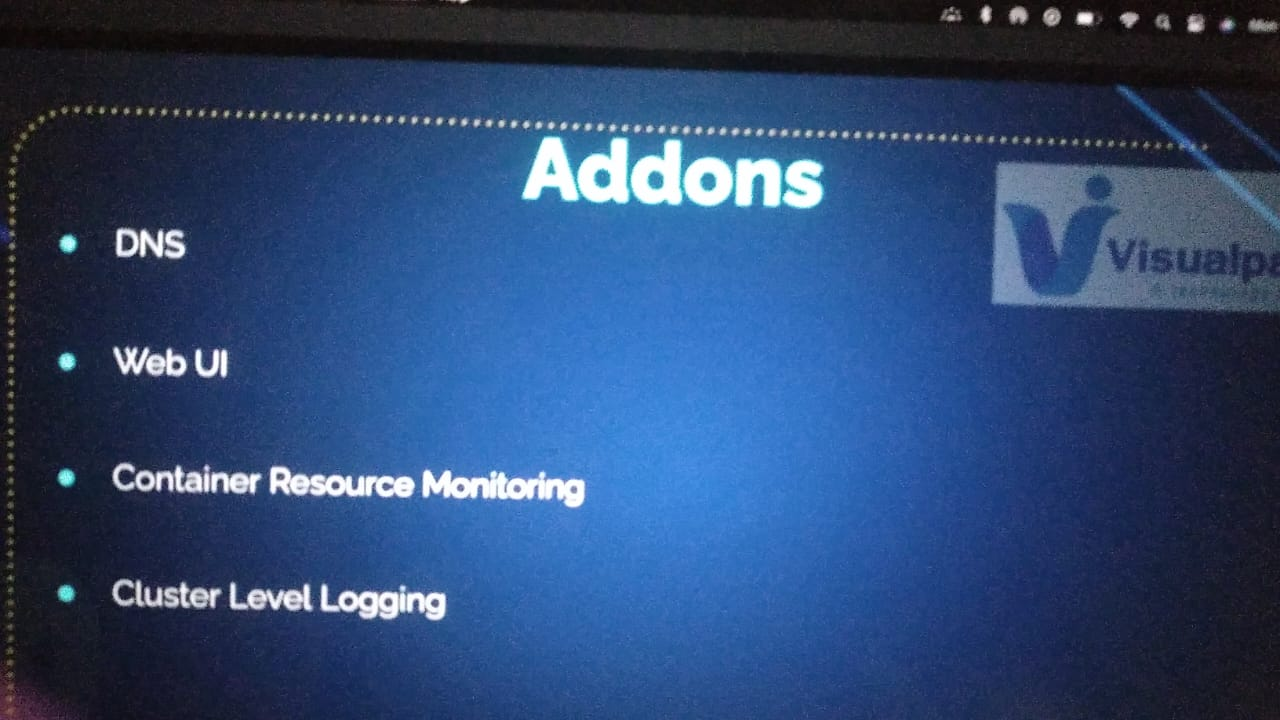 Addons
DNS
Visualpa
Web UI
Container Resource Monitoring
Cluster Level Logging